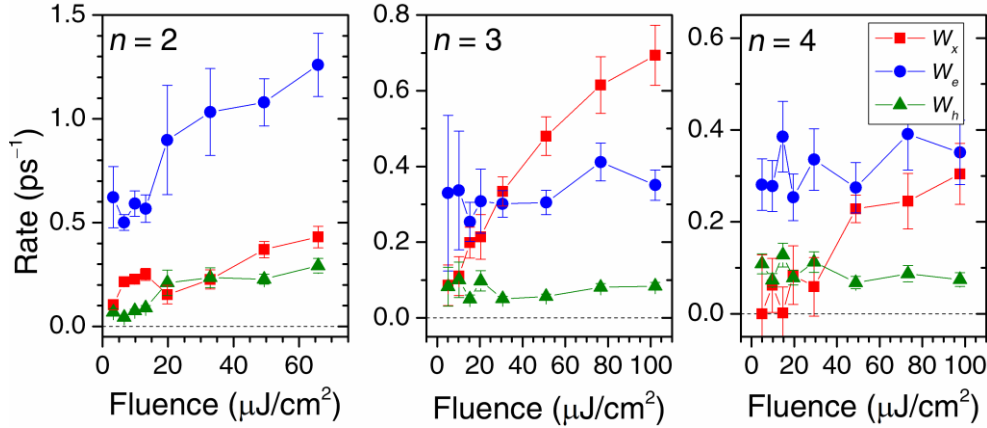 n = 2
n = 3
n = 4
W_x
W_e
W_h
Rate (ps⁻¹)
1.5
1.0
0.5
0.0
0.8
0.6
0.4
0.2
0.0
0.6
0.4
0.2
0.0
0 20 40 60
0 20 40 60 80 100
0 20 40 60 80 100
Fluence (μJ/cm²)
Fluence (μJ/cm²)
Fluence (μJ/cm²)